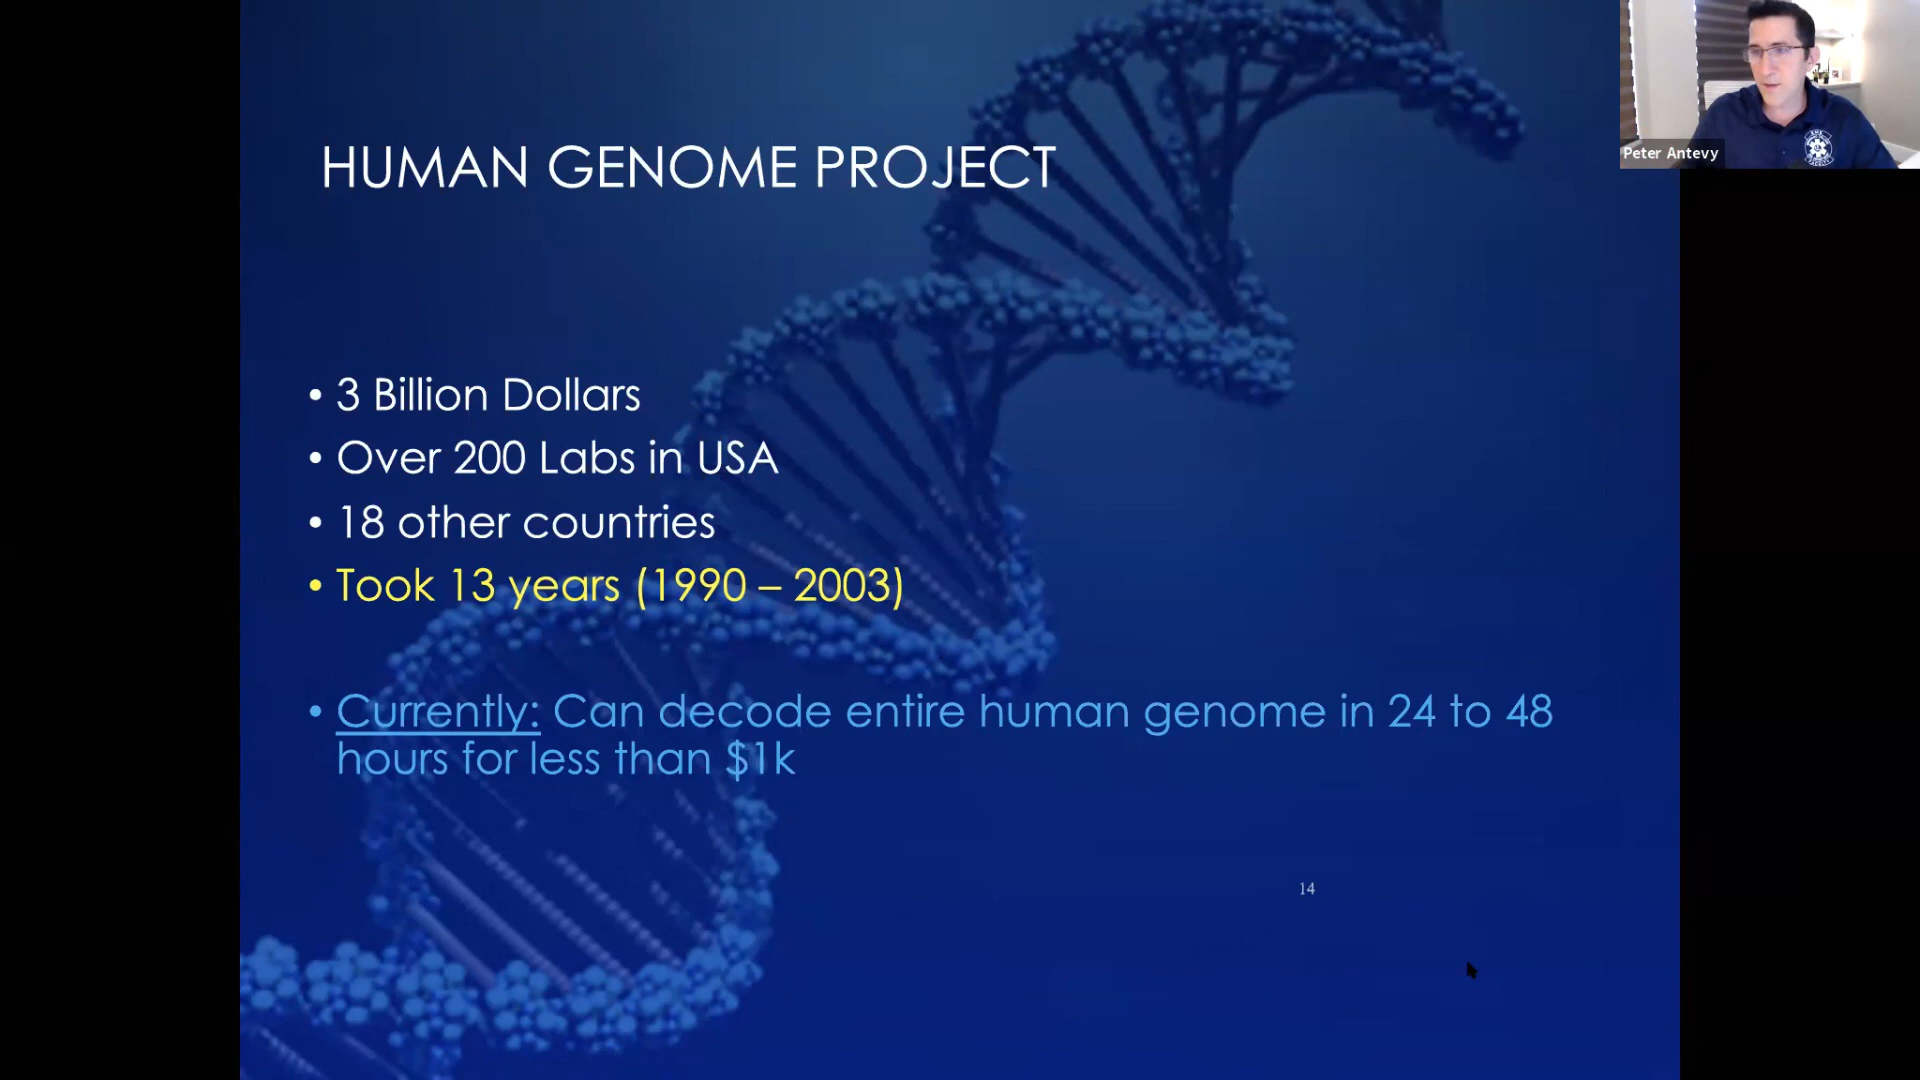 HUMAN GENOME PROJECT
Peter Antevy
• 3 Billion Dollars
• Over 200 Labs in USA
• 18 other countries
• Took 13 years (1990 – 2003)
• Currently: Can decode entire human genome in 24 to 48
hours for less than $1k
14